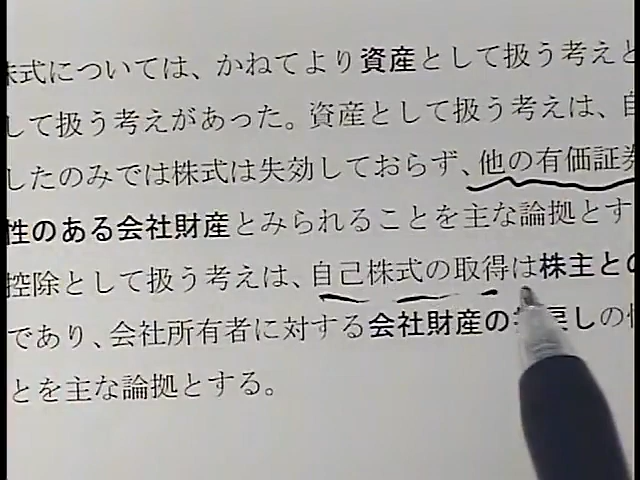 株式については、かねてより資産として扱う考えと
して扱う考えがあった。資産として扱う考えは、自
したのみでは株式は失効しておらず、他の有価証券
性のある会社財産とみられることを主な論拠とす
控除として扱う考えは、自己株式の取得は株主との
であり、会社所有者に対する会社財産の払戻しの
とを主な論拠とする。